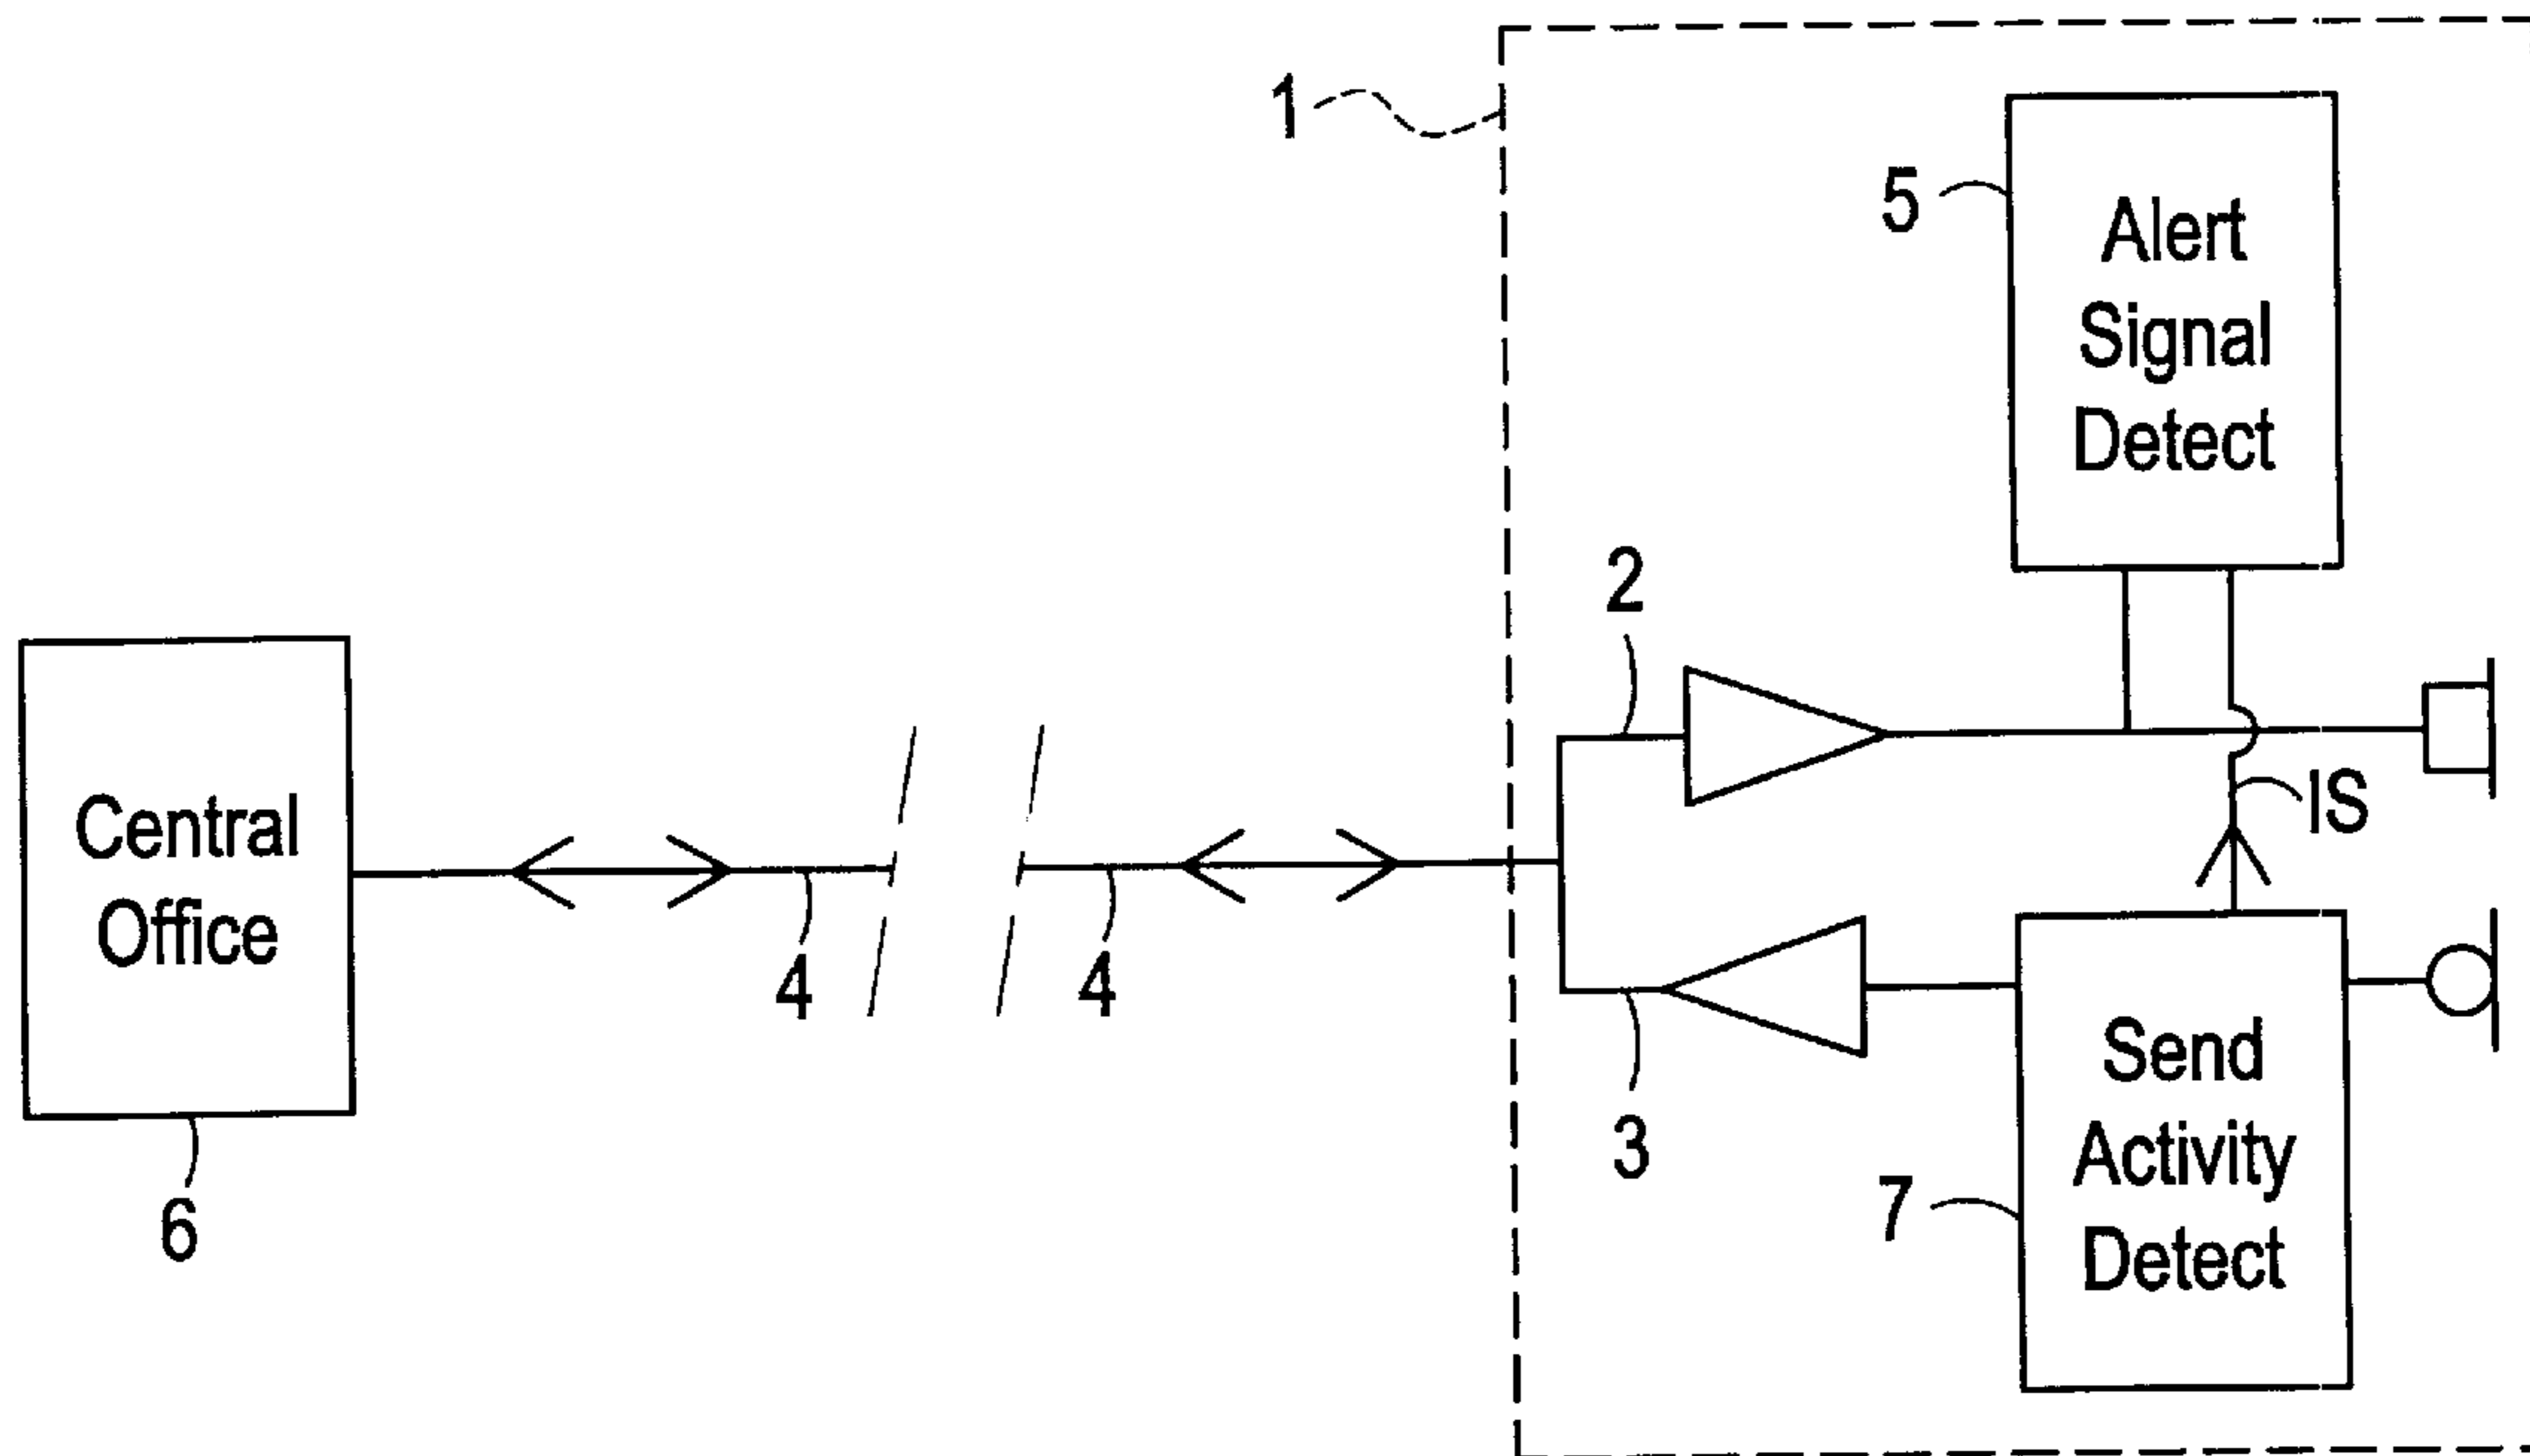 1
5
Alert
Signal
Detect
2
Central
Office
IS
4
4
3
Send
Activity
Detect
7
6